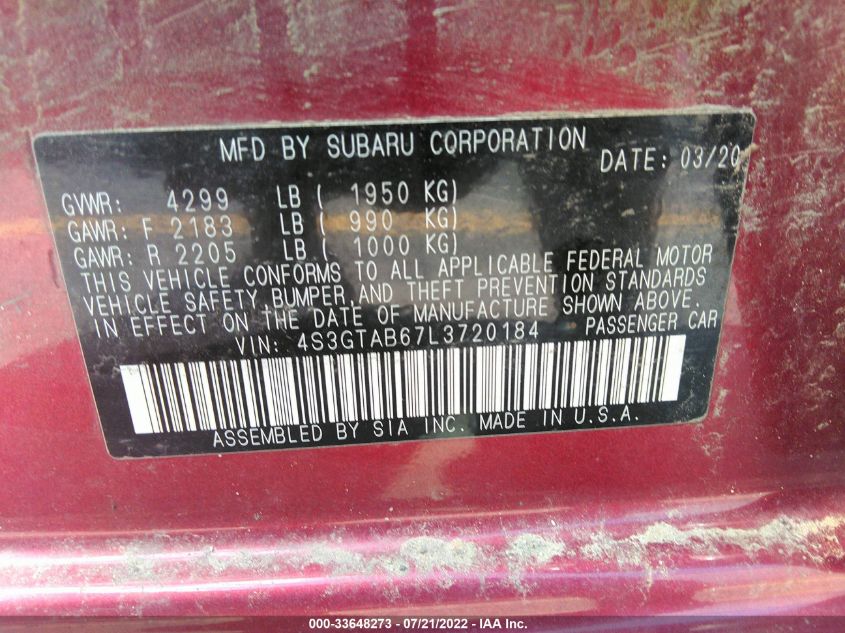 MFD BY SUBARU CORPORATION DATE: 03/20
GVWR: 4299 LB ( 1950 KG)
GAWR: F 2183 LB ( 990 KG)
GAWR: R 2205 LB ( 1000 KG)
THIS VEHICLE CONFORMS TO ALL APPLICABLE FEDERAL MOTOR
VEHICLE SAFETY, BUMPER, AND THEFT PREVENTION STANDARDS
IN EFFECT ON THE DATE OF MANUFACTURE SHOWN ABOVE.
VIN: 4S3GTAB67L3720184 PASSENGER CAR
ASSEMBLED BY SIA INC. MADE IN U.S.A.
000-33648273 - 07/21/2022 - IAA Inc.